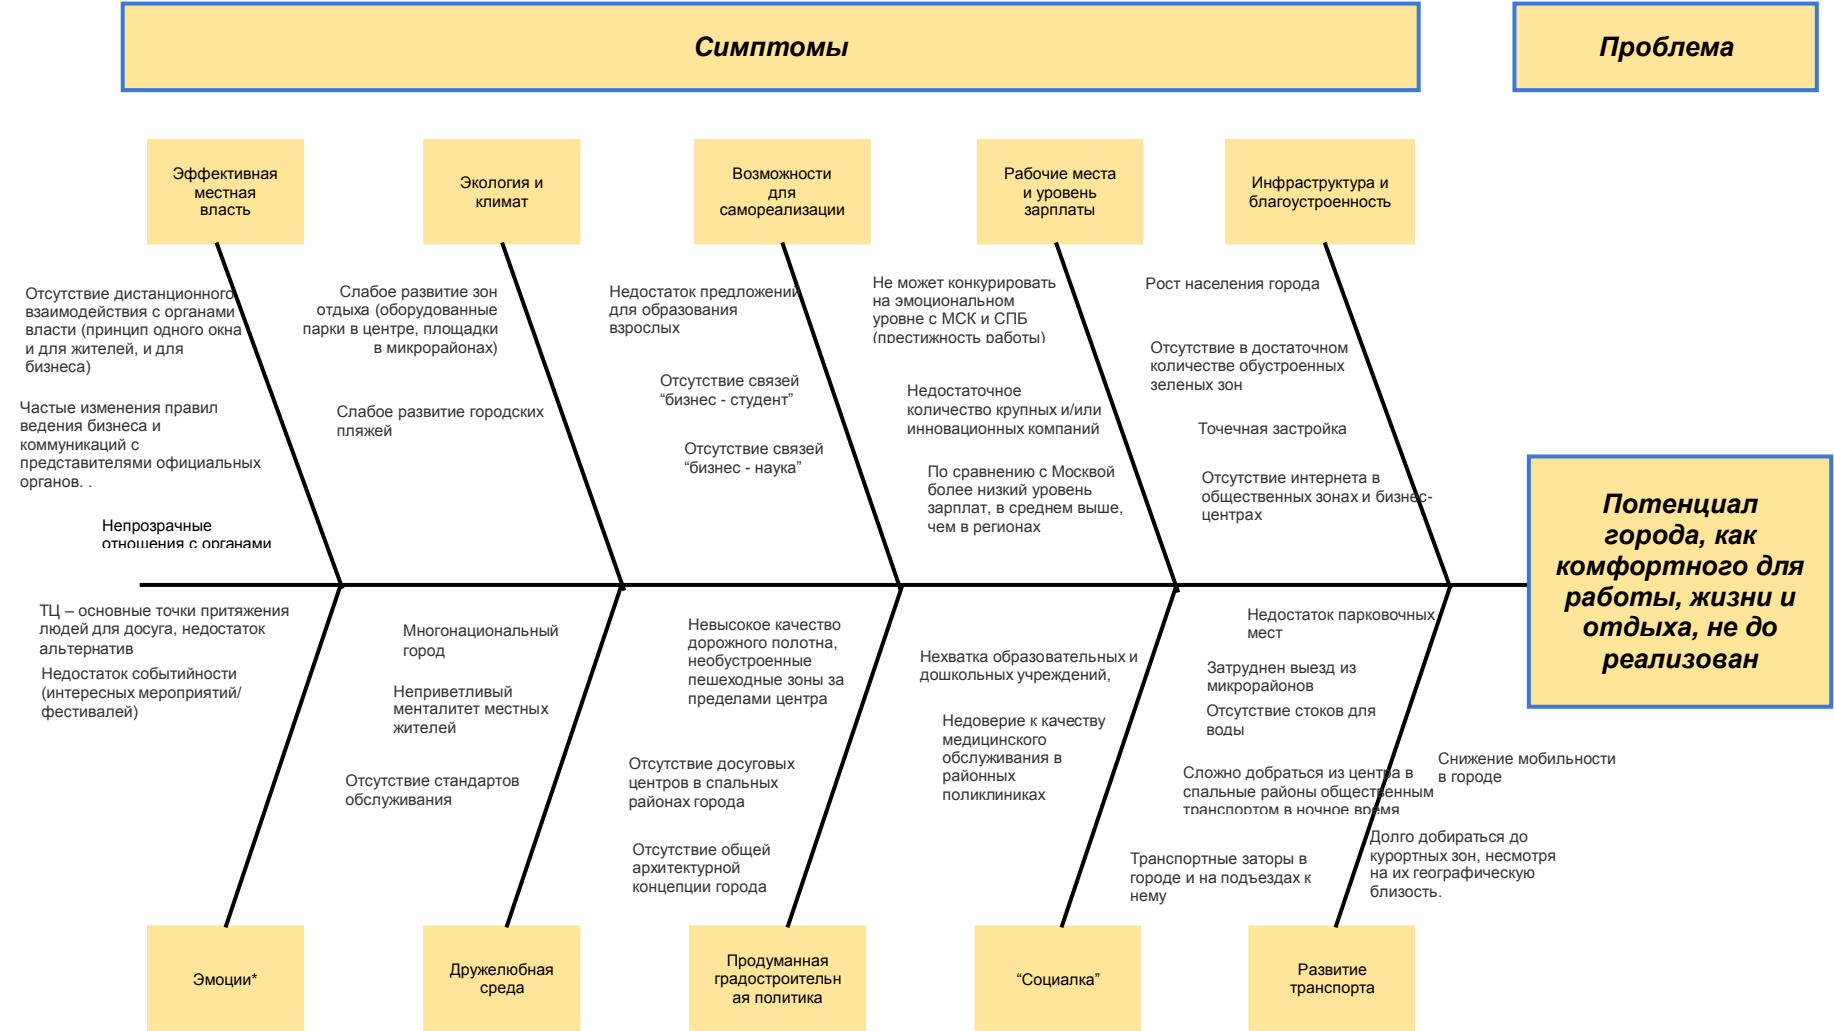 Симптомы
Проблема
Эффективная
местная
власть
Экология и
климат
Возможности
для
самореализации
Рабочие места
и уровень
зарплаты
Инфраструктура и
благоустроенность
Отсутствие дистанционного
взаимодействия с органами
власти (принцип одного окна
и для жителей, и для
бизнеса)
Частые изменения правил
ведения бизнеса и
коммуникаций с
представителями официальных
органов. .
Непрозрачные
отношения с органами
Слабое развитие зон
отдыха (оборудованные
парки в центре, площадки
в микрорайонах)
Слабое развитие городских
пляжей
Недостаток предложений
для образования
взрослых
Отсутствие связей
“бизнес - студент”
Отсутствие связей
“бизнес - наука”
Не может конкурировать
на эмоциональном
уровне с МСК и СПБ
(престижность работы)
Недостаточное
количество крупных и/или
инновационных компаний
По сравнению с Москвой
более низкий уровень
зарплат, в среднем выше,
чем в регионах
Рост населения города
Отсутствие в достаточном
количестве обустроенных
зеленых зон
Точечная застройка
Отсутствие интернета в
общественных зонах и бизнес-
центрах
Потенциал
города, как
комфортного для
работы, жизни и
отдыха, не до
реализован
ТЦ – основные точки притяжения
людей для досуга, недостаток
альтернатив
Недостаток событийности
(интересных мероприятий/
фестивалей)
Многонациональный
город
Неприветливый
менталитет местных
жителей
Отсутствие стандартов
обслуживания
Невысокое качество
дорожного полотна,
необустроенные
пешеходные зоны за
пределами центра
Отсутствие досуговых
центров в спальных
районах города
Отсутствие общей
архитектурной
концепции города
Нехватка образовательных и
дошкольных учреждений,
Недоверие к качеству
медицинского
обслуживания в
районных
поликлиниках
Недостаток парковочных
мест
Затруднен выезд из
микрорайонов
Отсутствие стоков для
воды
Сложно добраться из центра в
спальные районы общественным
транспортом в ночное время
Транспортные заторы в
городе и на подъездах к
нему
Снижение мобильности
в городе
Долго добираться до
курортных зон, несмотря
на их географическую
близость.
Эмоции*
Дружелюбная
среда
Продуманная
градостроительн
ая политика
“Социалка”
Развитие
транспорта